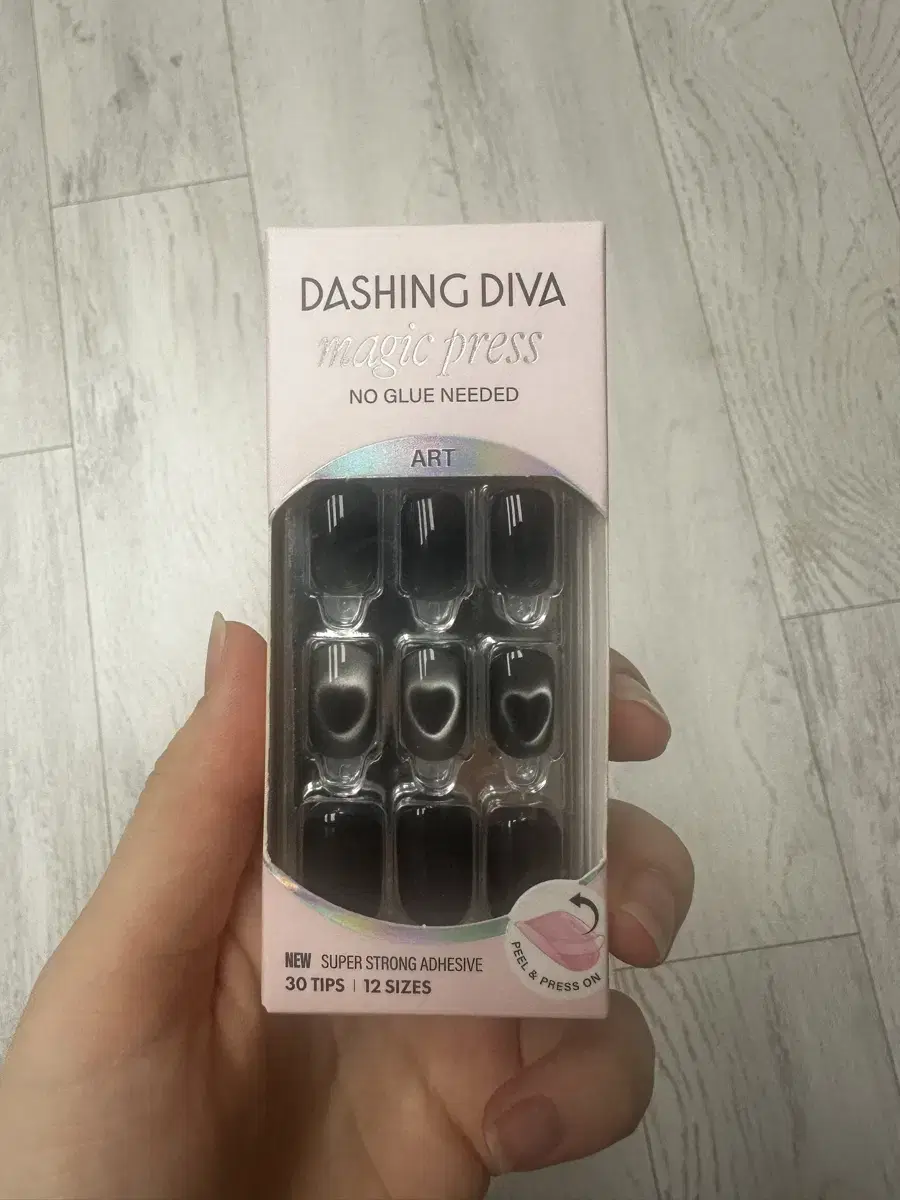 DASHING DIVA
magic press
NO GLUE NEEDED
ART
NEW SUPER STRONG ADHESIVE
30 TIPS | 12 SIZES
PEEL & PRESS ON